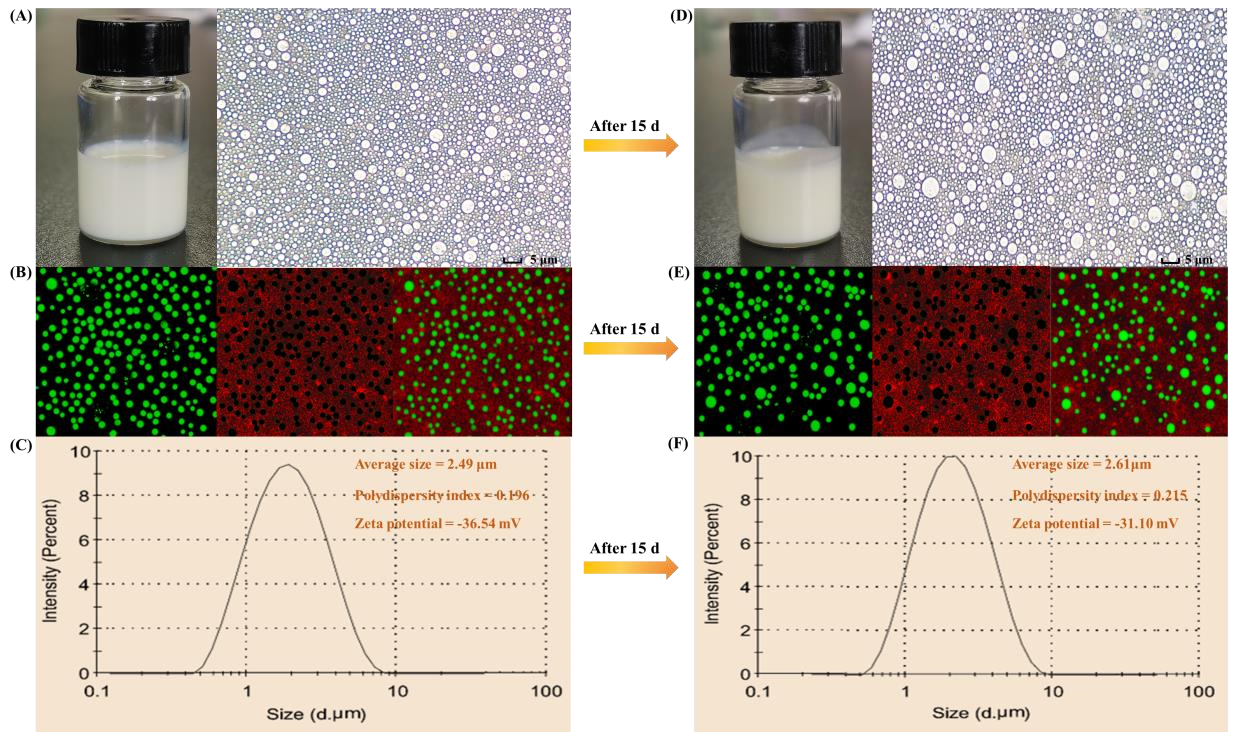 (A)
(D)
After 15 d
5 μm
5 μm
(B)
(E)
After 15 d
(C)
(F)
10
8
6
4
2
0
Intensity (Percent)
Average size = 2.49 μm
Polydispersity index = 0.196
Zeta potential = -36.54 mV
0.1
1
10
100
Size (d.μm)
After 15 d
10
8
6
4
2
0
Intensity (Percent)
Average size = 2.61μm
Polydispersity index = 0.215
Zeta potential = -31.10 mV
0.1
1
10
100
Size (d.μm)